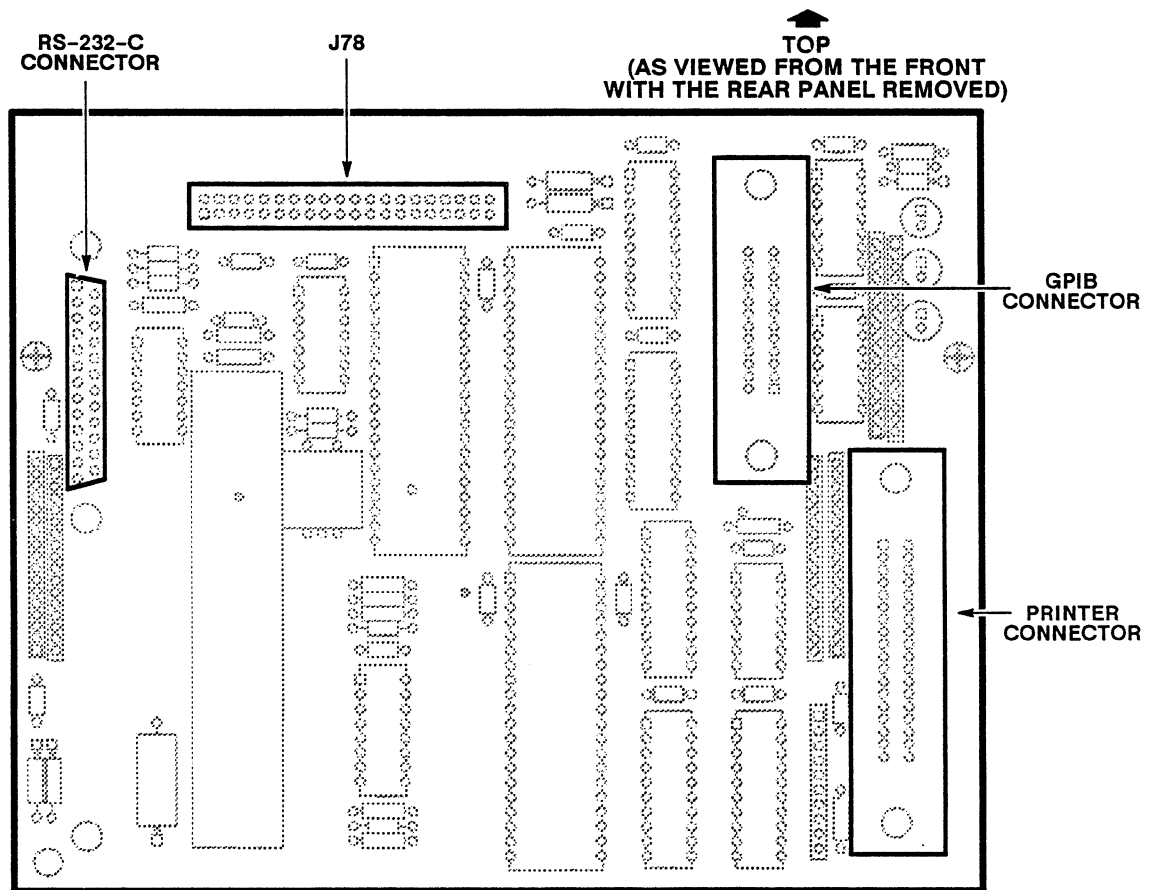 RS-232-C
CONNECTOR
J78
TOP
(AS VIEWED FROM THE FRONT
WITH THE REAR PANEL REMOVED)
GPIB
CONNECTOR
PRINTER
CONNECTOR